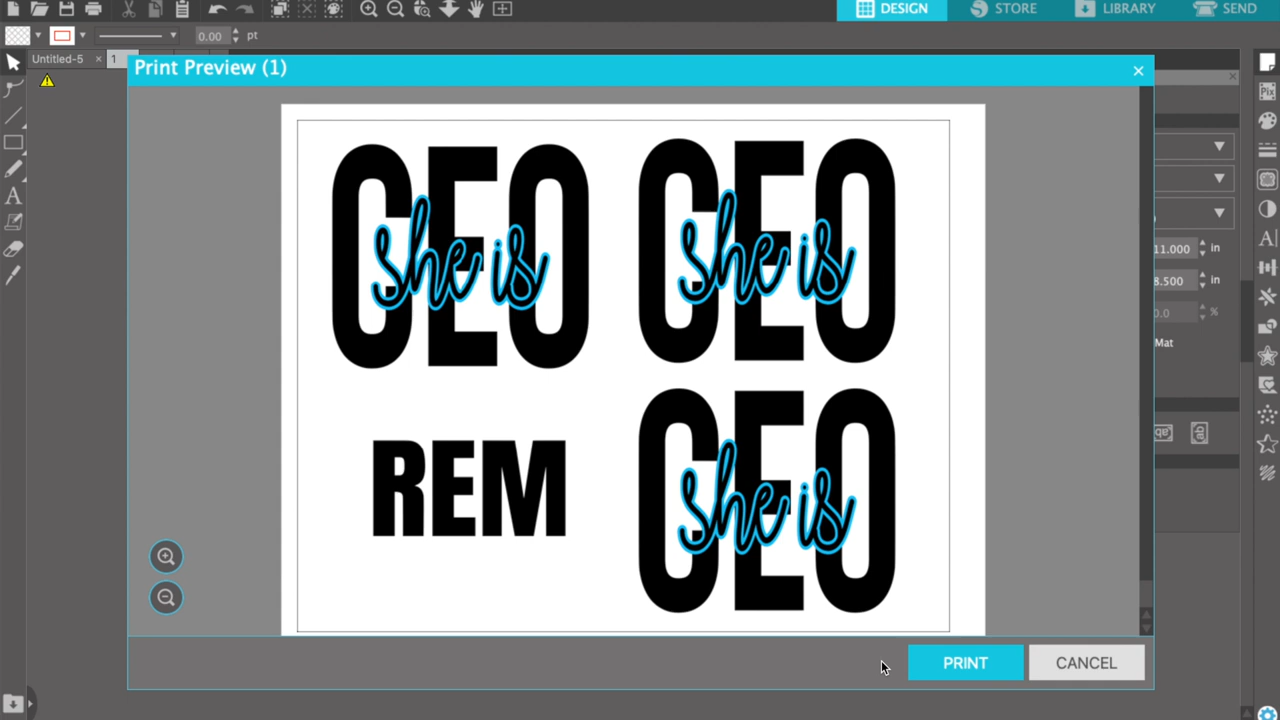 DESIGN STORE LIBRARY SEND
0.00 pt
Untitled-5 × 1
Print Preview (1)
CEO CEO
she is she is
11.000 in
8.500 in
0.0 %
Mat
REM
CEO
she is
PRINT CANCEL